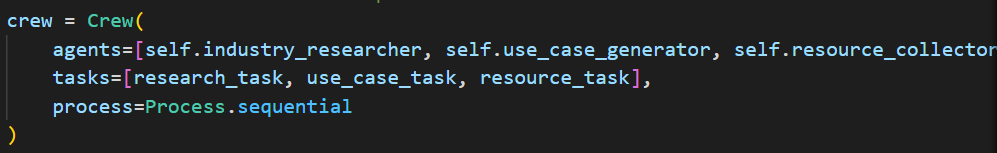 crew = Crew(
    agents=[self.industry_researcher, self.use_case_generator, self.resource_collector
    tasks=[research_task, use_case_task, resource_task],
    process=Process.sequential
)